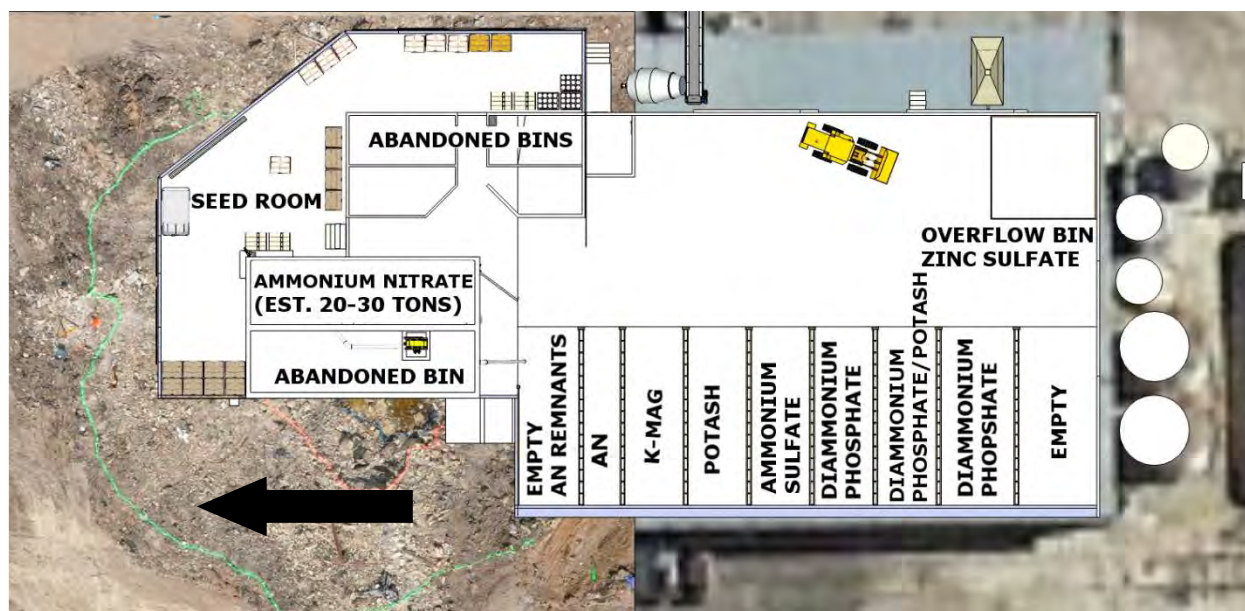 ABANDONED BINS
SEED ROOM
OVERFLOW BIN
ZINC SULFATE
AMMONIUM NITRATE
(EST. 20-30 TONS)
ABANDONED BIN
EMPTY
AN REMNANTS
AN
K-MAG
POTASH
AMMONIUM
SULFATE
DIAMMONIUM
PHOSPHATE
DIAMMONIUM
PHOSPHATE/POTASH
DIAMMONIUM
PHOPSHATE
EMPTY